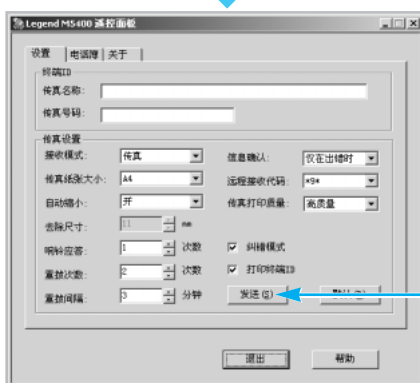 Legend M5400 遥控面板
设置 电话簿 关于
终端ID
传真名称:
传真号码:
传真设置
接收模式: 传真 信息确认: 仅在出错时
传真纸张大小: A4 远程接收代码: *9*
自动缩小: 开 传真打印质量: 高质量
去除尺寸: 11 mm
响铃应答: 1 次数 纠错模式
重拨次数: 2 次数 打印终端ID
重拨间隔: 3 分钟 发送(S)
退出 帮助